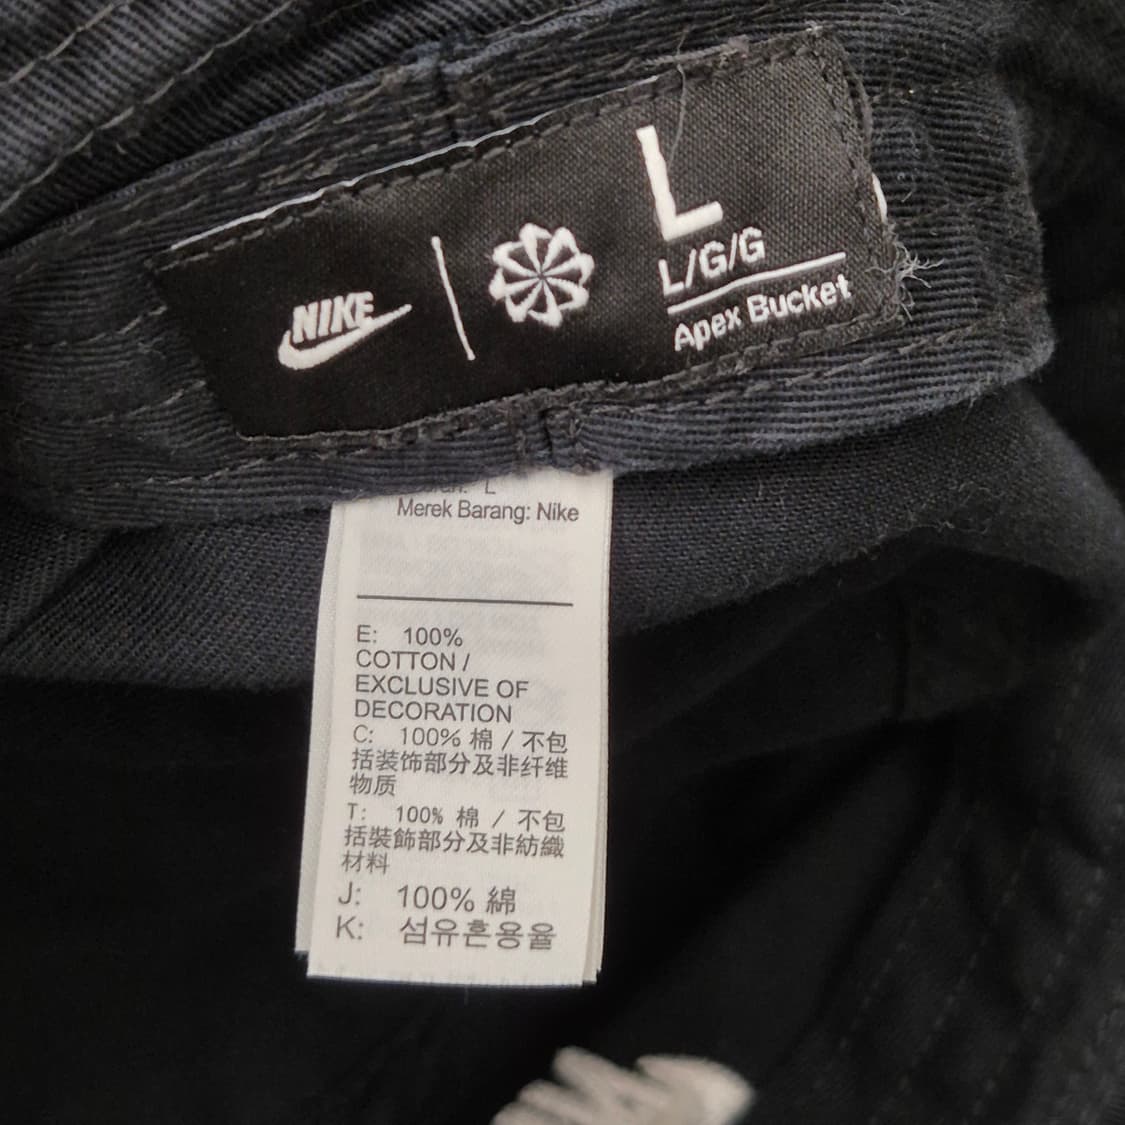 NIKE
L
L/G/G
Apex Bucket
L
Merek Barang: Nike
E: 100%
COTTON /
EXCLUSIVE OF
DECORATION
C: 100% 棉 / 不包
括装饰部分及非纤维
物质
T: 100% 棉 / 不包
括裝飾部分及非紡織
材料
J: 100% 綿
K: 섬유혼용율